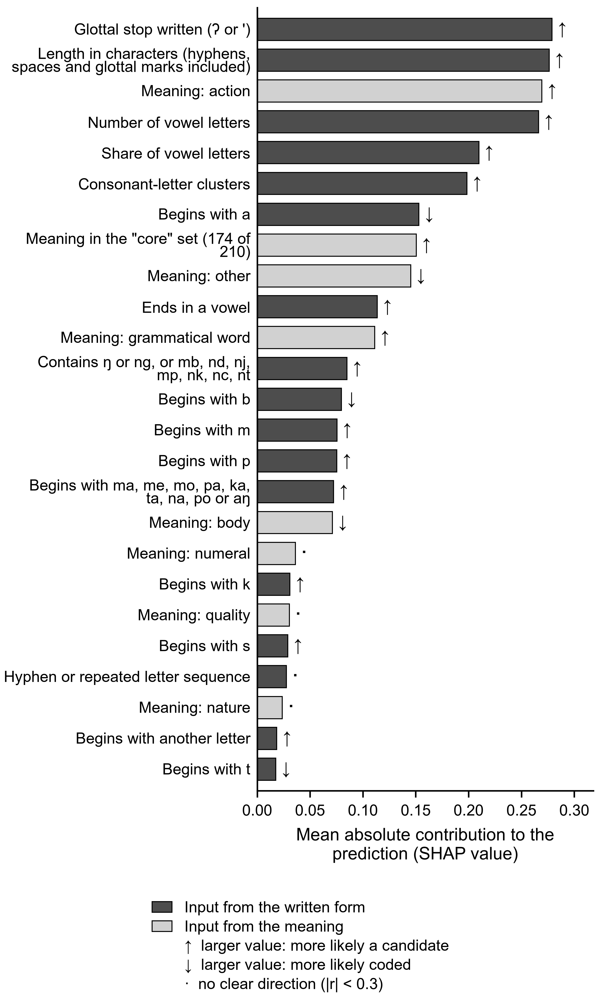 Glottal stop written (ʔ or ')
↑
Length in characters (hyphens,
spaces and glottal marks included)
↑
Meaning: action
↑
Number of vowel letters
↑
Share of vowel letters
↑
Consonant-letter clusters
↑
Begins with a
↓
Meaning in the "core" set (174 of
210)
↑
Meaning: other
↓
Ends in a vowel
↑
Meaning: grammatical word
↑
Contains ŋ or ng, or mb, nd, nj,
mp, nk, nc, nt
↑
Begins with b
↓
Begins with m
↑
Begins with p
↑
Begins with ma, me, mo, pa, ka,
ta, na, po or aŋ
↑
Meaning: body
↓
Meaning: numeral
·
Begins with k
↑
Meaning: quality
·
Begins with s
↑
Hyphen or repeated letter sequence
·
Meaning: nature
·
Begins with another letter
↑
Begins with t
↓
0.00 0.05 0.10 0.15 0.20 0.25 0.30
Mean absolute contribution to the
prediction (SHAP value)
Input from the written form
Input from the meaning
↑ larger value: more likely a candidate
↓ larger value: more likely coded
· no clear direction (|r| < 0.3)